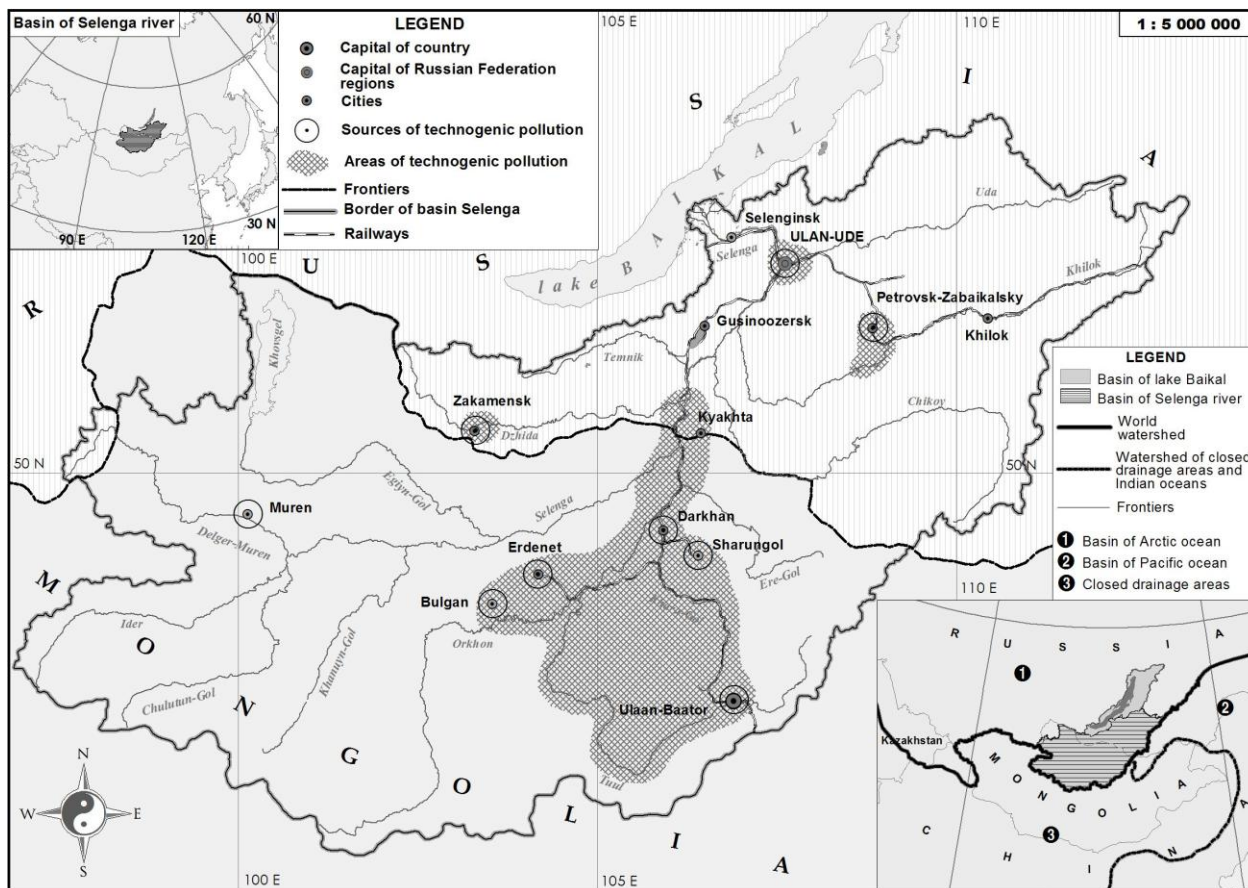 Basin of Selenga river
60 N
30 N
90 E
120 E
LEGEND
Capital of country
Capital of Russian Federation
regions
Cities
Sources of technogenic pollution
Areas of technogenic pollution
Frontiers
Border of basin Selenga
Railways
105 E
110 E
1 : 5 000 000
R U S S I A
lake BAIKAL
Selenginsk
Selenga
ULAN-UDE
Uda
Khilok
Petrovsk-Zabaikalsky
Khilok
Gusinoozersk
Temnik
Zakamensk
Dzhida
Kyakhta
Chikoy
100 E
Khovsgel
50 N
50 N
Muren
Delger-Muren
Egiyn-Gol
Selenga
Darkhan
Sharungol
Erdenet
Ere-Gol
Bulgan
Orkhon
Ider
Khanuyn-Gol
Chulutun-Gol
Ulaan-Baator
Tuul
M O N G O L I A
N
W
E
S
100 E
105 E
110 E
LEGEND
Basin of lake Baikal
Basin of Selenga river
World
watershed
Watershed of closed
drainage areas and
Indian oceans
Frontiers
1 Basin of Arctic ocean
2 Basin of Pacific ocean
3 Closed drainage areas
R U S S I A
1
2
Kazakhstan
M O N G O L I A
3
C H I N A